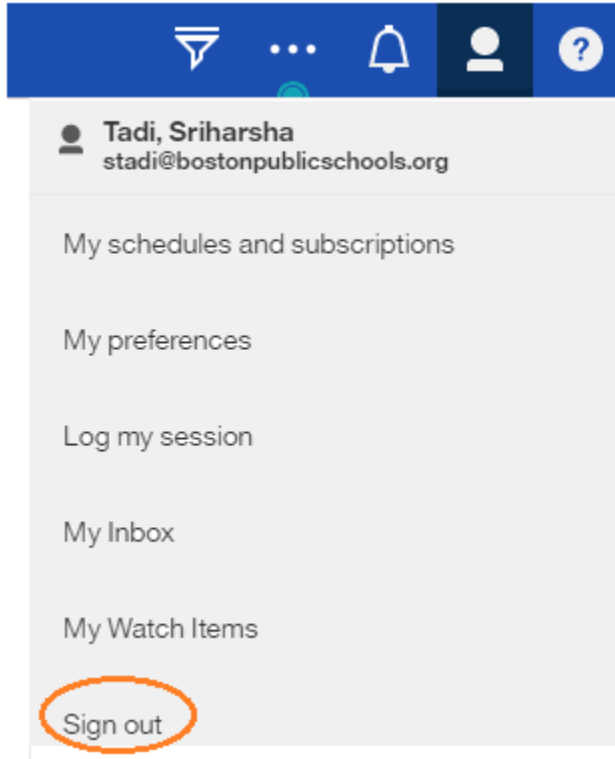 ?
Tadi, Sriharsha
stadi@bostonpublicschools.org
My schedules and subscriptions
My preferences
Log my session
My Inbox
My Watch Items
Sign out